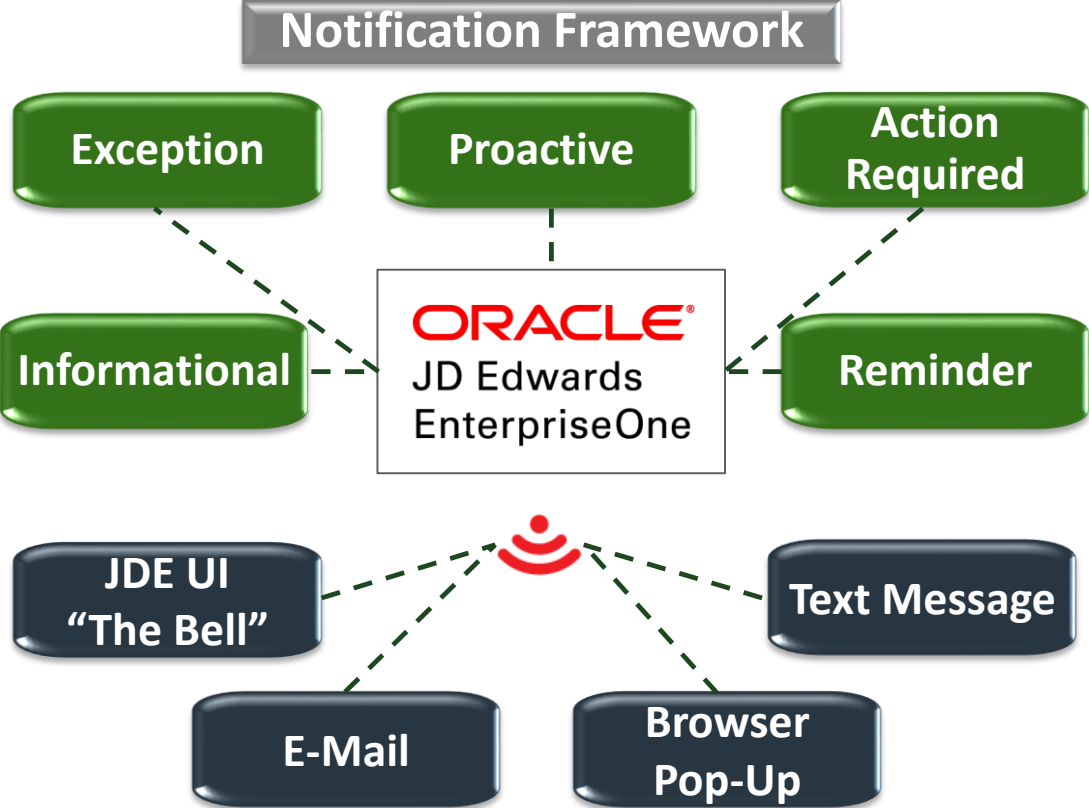 Notification Framework
Exception
Proactive
Action
Required
ORACLE®
JD Edwards
EnterpriseOne
Informational
Reminder
JDE UI
“The Bell”
Text Message
E-Mail
Browser
Pop-Up